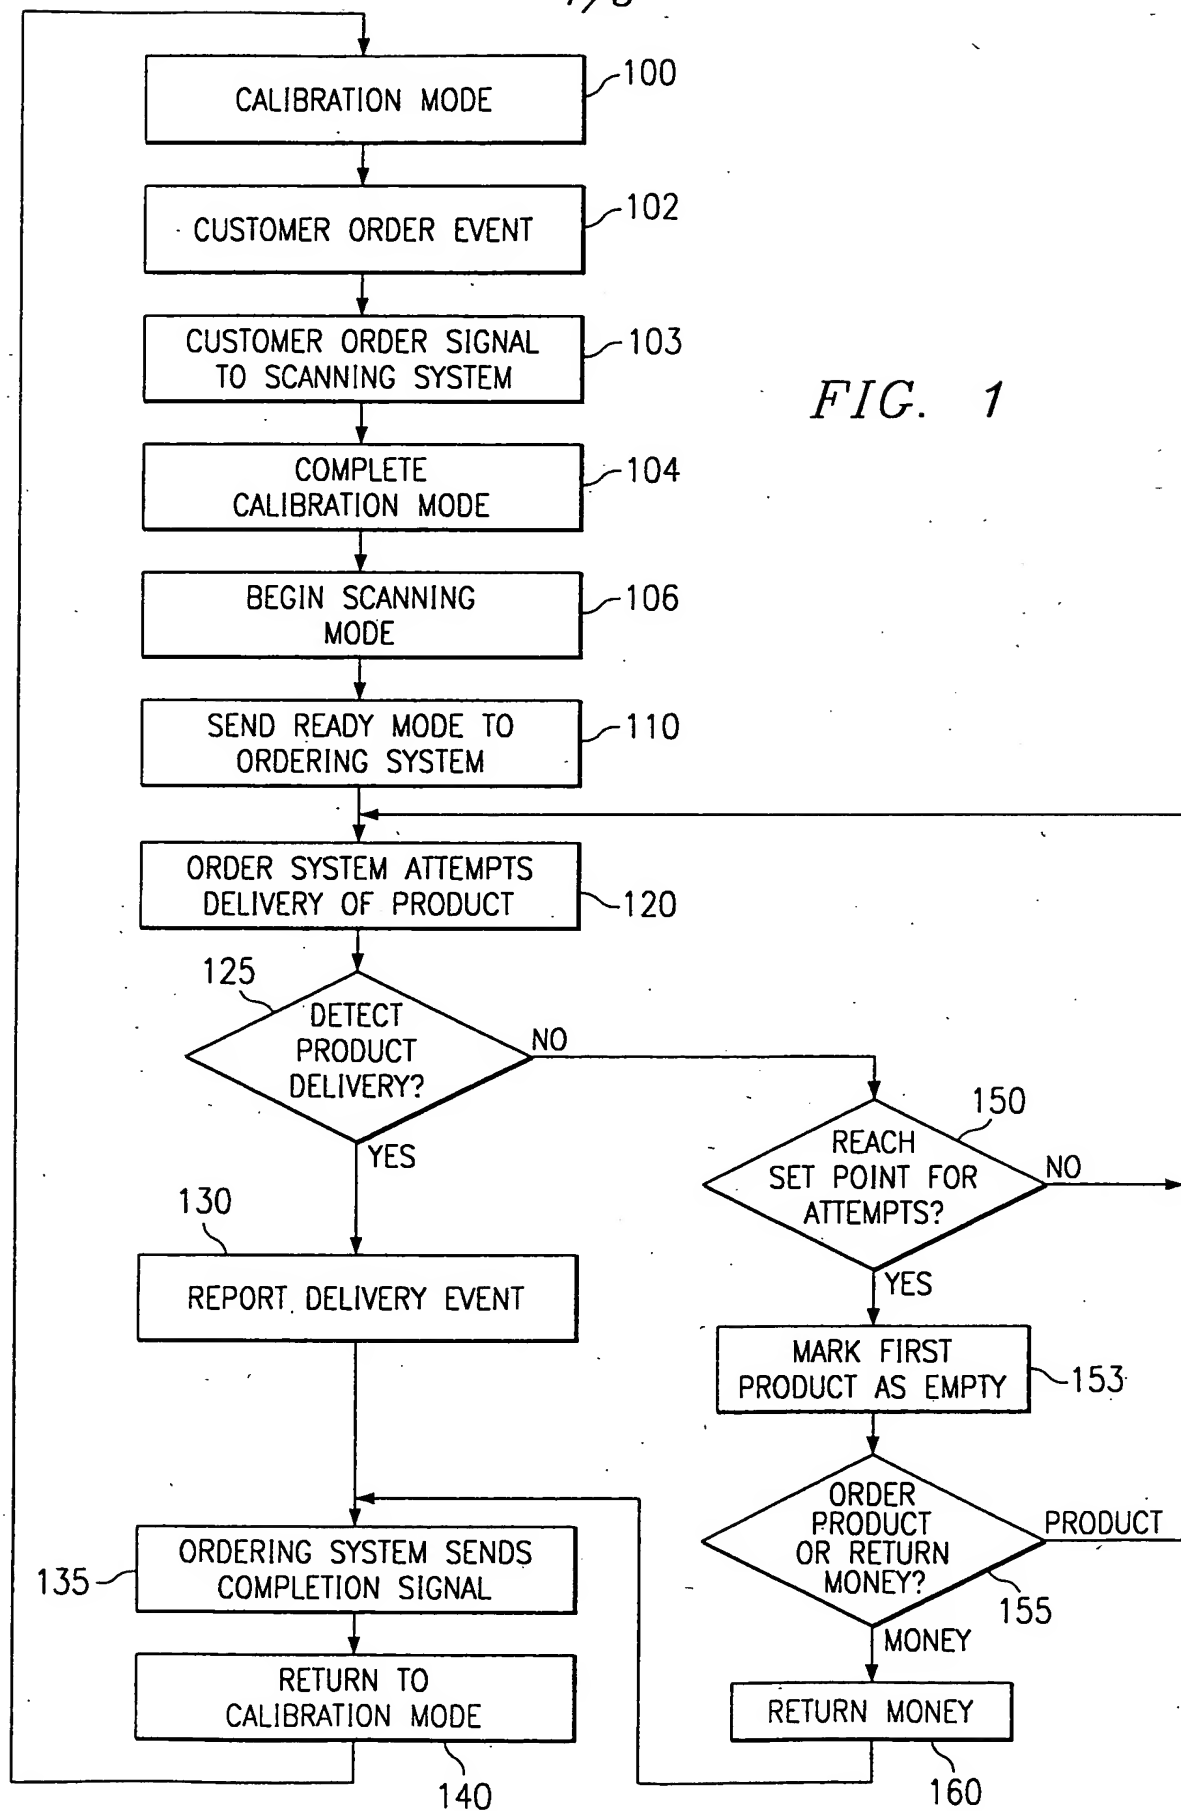 CALIBRATION MODE
100
CUSTOMER ORDER EVENT
102
CUSTOMER ORDER SIGNAL
TO SCANNING SYSTEM
103
FIG. 1
COMPLETE
CALIBRATION MODE
104
BEGIN SCANNING
MODE
106
SEND READY MODE TO
ORDERING SYSTEM
110
ORDER SYSTEM ATTEMPTS
DELIVERY OF PRODUCT
120
125
DETECT
PRODUCT
DELIVERY?
NO
YES
150
REACH
SET POINT FOR
ATTEMPTS?
NO
YES
130
REPORT DELIVERY EVENT
MARK FIRST
PRODUCT AS EMPTY
153
ORDER
PRODUCT
OR RETURN
MONEY?
PRODUCT
155
MONEY
ORDERING SYSTEM SENDS
COMPLETION SIGNAL
135
RETURN TO
CALIBRATION MODE
140
RETURN MONEY
160